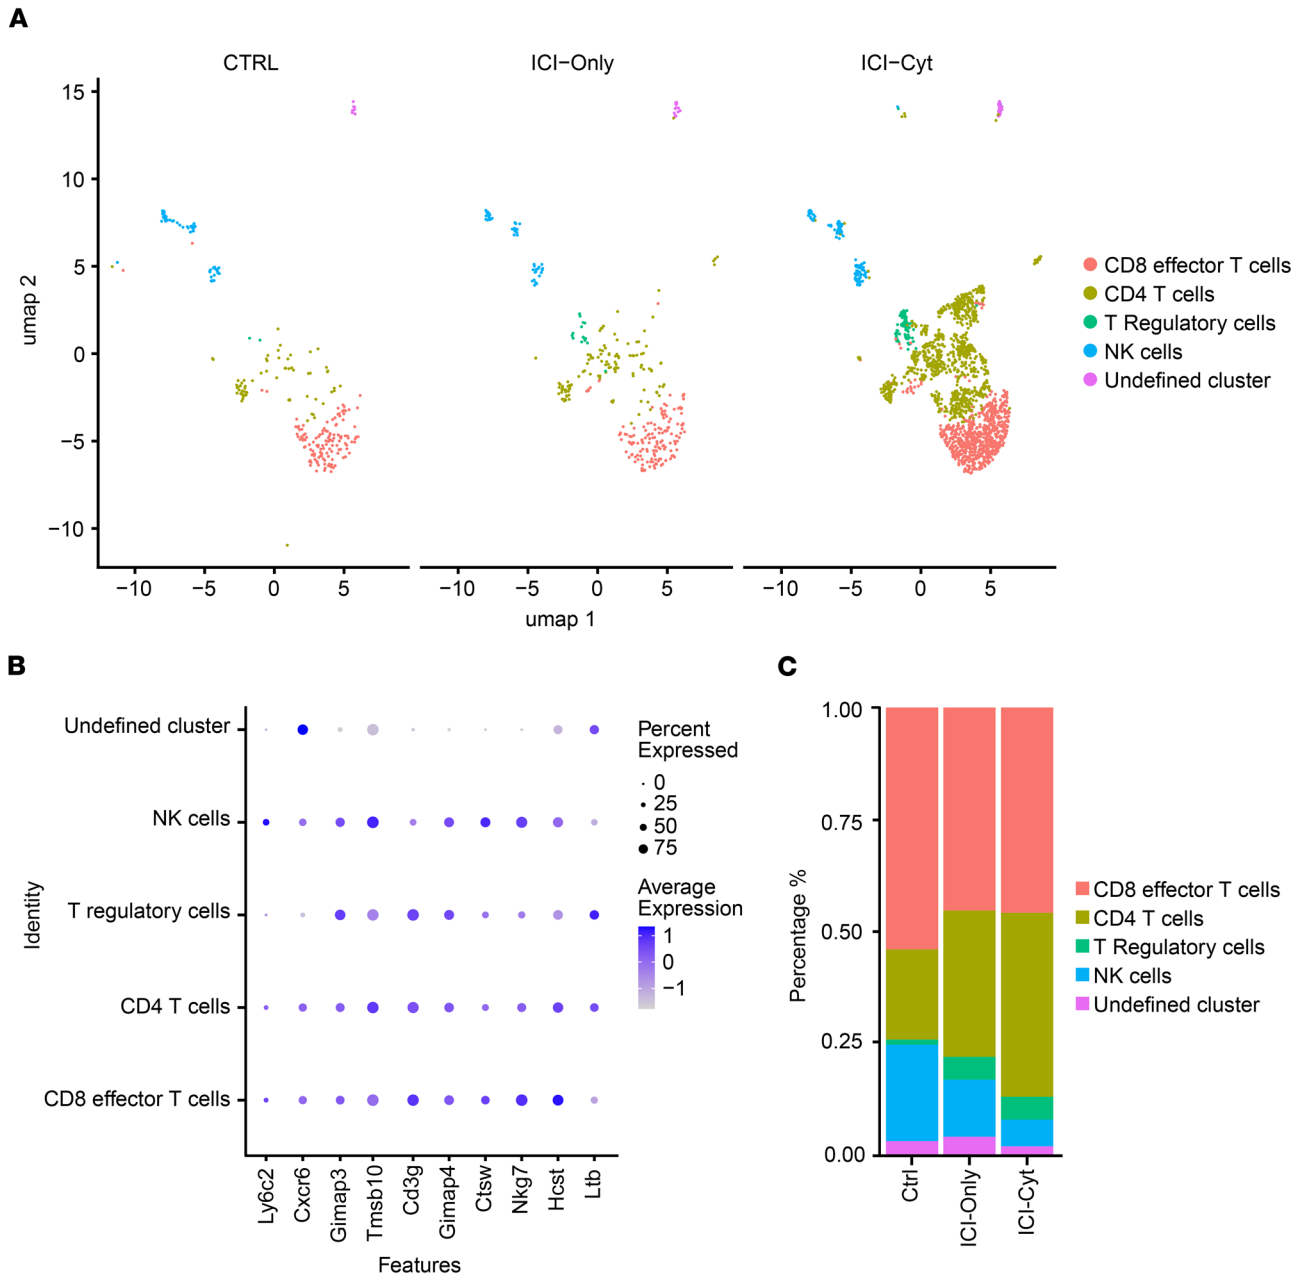 A
CTRL
ICI−Only
ICI−Cyt
15
10
5
0
−5
−10
umap 2
−10
−5
0
5
−10
−5
0
5
−10
−5
0
5
umap 1
CD8 effector T cells
CD4 T cells
T Regulatory cells
NK cells
Undefined cluster
B
Identity
Undefined cluster
NK cells
T regulatory cells
CD4 T cells
CD8 effector T cells
Ly6c2
Cxcr6
Gimap3
Tmsb10
Cd3g
Gimap4
Ctsw
Nkg7
Hcst
Ltb
Features
Percent
Expressed
0
25
50
75
Average
Expression
1
0
−1
C
Percentage %
1.00
0.75
0.50
0.25
0.00
Ctrl
ICI-Only
ICI-Cyt
CD8 effector T cells
CD4 T cells
T Regulatory cells
NK cells
Undefined cluster